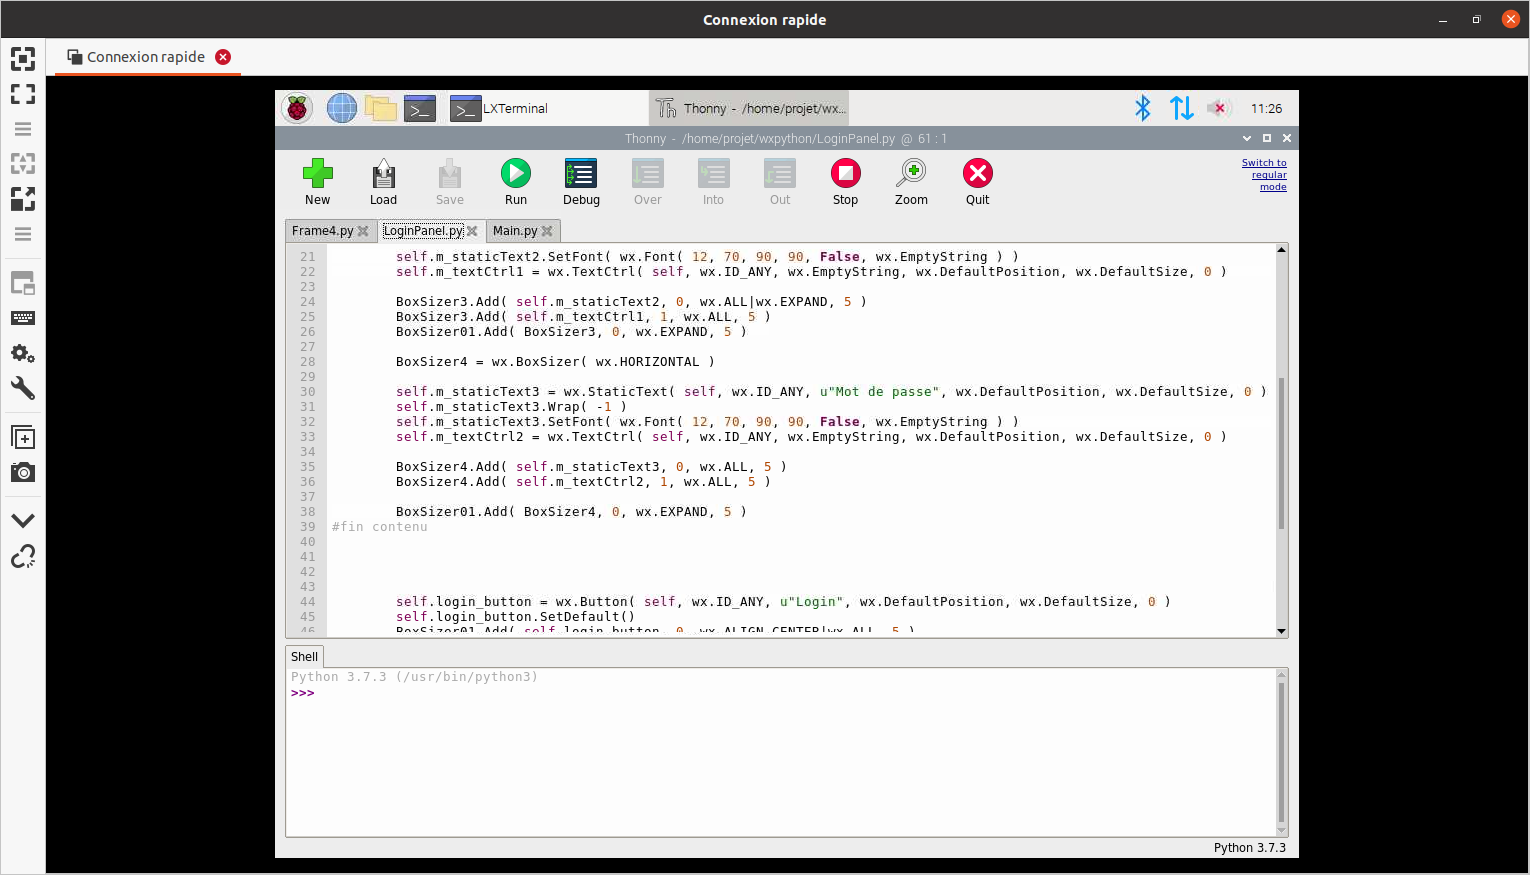 Connexion rapide
Connexion rapide
LXTerminal
Thonny - /home/projet/wx...
11:26
Thonny - /home/projet/wxpython/LoginPanel.py @ 61 : 1
New
Load
Save
Run
Debug
Over
Into
Out
Stop
Zoom
Quit
Switch to
regular
mode
Frame4.py
LoginPanel.py
Main.py
21 self.m_staticText2.SetFont( wx.Font( 12, 70, 90, 90, False, wx.EmptyString ) )
22 self.m_textCtrl1 = wx.TextCtrl( self, wx.ID_ANY, wx.EmptyString, wx.DefaultPosition, wx.DefaultSize, 0 )
23
24 BoxSizer3.Add( self.m_staticText2, 0, wx.ALL|wx.EXPAND, 5 )
25 BoxSizer3.Add( self.m_textCtrl1, 1, wx.ALL, 5 )
26 BoxSizer01.Add( BoxSizer3, 0, wx.EXPAND, 5 )
27
28 BoxSizer4 = wx.BoxSizer( wx.HORIZONTAL )
29
30 self.m_staticText3 = wx.StaticText( self, wx.ID_ANY, u"Mot de passe", wx.DefaultPosition, wx.DefaultSize, 0 )
31 self.m_staticText3.Wrap( -1 )
32 self.m_staticText3.SetFont( wx.Font( 12, 70, 90, 90, False, wx.EmptyString ) )
33 self.m_textCtrl2 = wx.TextCtrl( self, wx.ID_ANY, wx.EmptyString, wx.DefaultPosition, wx.DefaultSize, 0 )
34
35 BoxSizer4.Add( self.m_staticText3, 0, wx.ALL, 5 )
36 BoxSizer4.Add( self.m_textCtrl2, 1, wx.ALL, 5 )
37
38 BoxSizer01.Add( BoxSizer4, 0, wx.EXPAND, 5 )
39 #fin contenu
40
41
42
43
44 self.login_button = wx.Button( self, wx.ID_ANY, u"Login", wx.DefaultPosition, wx.DefaultSize, 0 )
45 self.login_button.SetDefault()
46 BoxSizer01.Add( self.login_button, 0, wx.ALIGN_CENTER|wx.ALL, 5 )
Shell
Python 3.7.3 (/usr/bin/python3)
>>>
Python 3.7.3